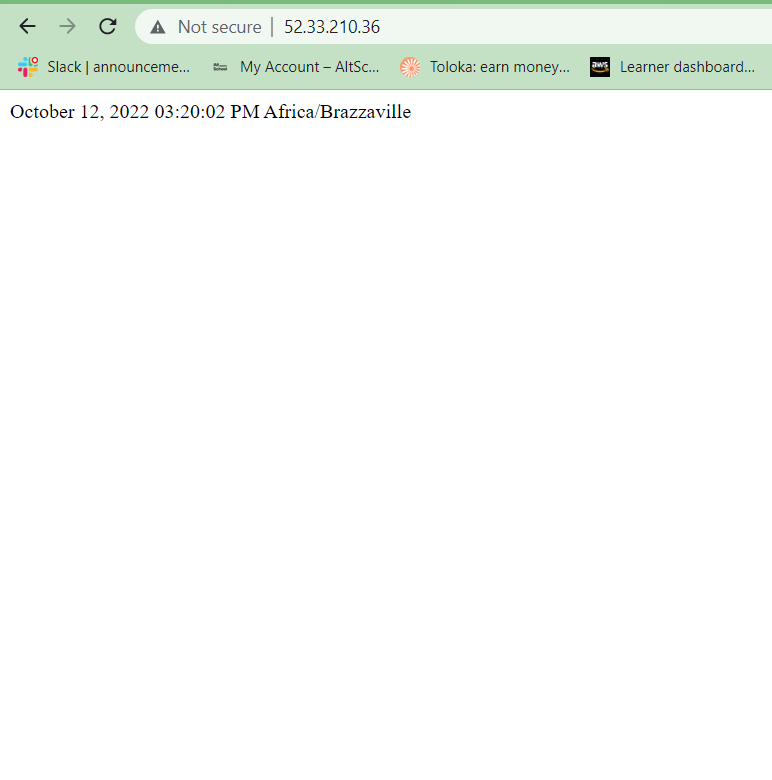 Not secure | 52.33.210.36
Slack | announceme... My Account – AltSc... Toloka: earn money... aws Learner dashboard...
October 12, 2022 03:20:02 PM Africa/Brazzaville